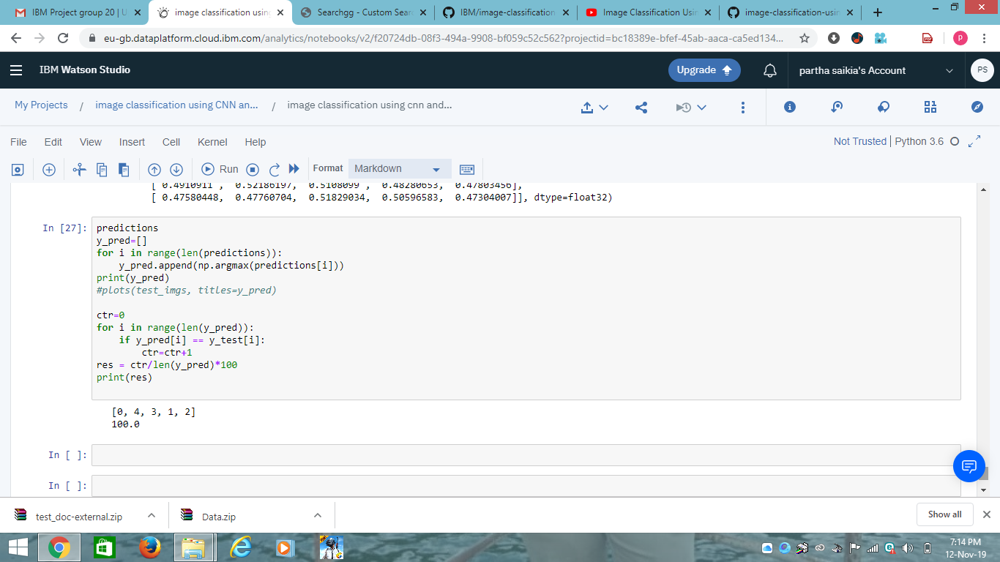 IBM Project group 20 | U
image classification using
Searchgg - Custom Sear
IBM/image-classification
Image Classification Usin
image-classification-usin
eu-gb.dataplatform.cloud.ibm.com/analytics/notebooks/v2/f20724db-08f3-494a-9908-bf059c52c562?projectid=bc18389e-bfef-45ab-aaca-ca5ed134...
P
IBM Watson Studio
Upgrade
partha saikia's Account
PS
My Projects / image classification using CNN an... / image classification using cnn and...
File Edit View Insert Cell Kernel Help
Not Trusted | Python 3.6
Run
Format
Markdown
[ 0.4910911 , 0.52186197, 0.5108099 , 0.48280653, 0.47803456],
[ 0.47580448, 0.47760704, 0.51829034, 0.50596583, 0.47304007]], dtype=float32)
In [27]:
predictions
y_pred=[]
for i in range(len(predictions)):
    y_pred.append(np.argmax(predictions[i]))
print(y_pred)
#plots(test_imgs, titles=y_pred)
ctr=0
for i in range(len(y_pred)):
    if y_pred[i] == y_test[i]:
        ctr=ctr+1
res = ctr/len(y_pred)*100
print(res)
[0, 4, 3, 1, 2]
100.0
In [ ]:
In [ ]:
test_doc-external.zip
Data.zip
Show all
7:14 PM
12-Nov-19